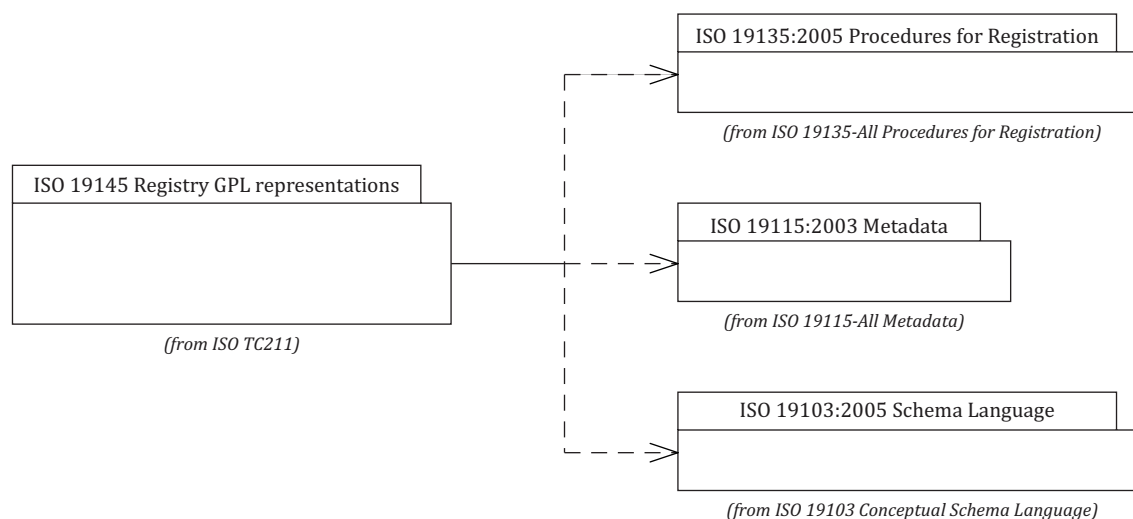 ISO 19135:2005 Procedures for Registration
(from ISO 19135-All Procedures for Registration)
ISO 19145 Registry GPL representations
(from ISO TC211)
ISO 19115:2003 Metadata
(from ISO 19115-All Metadata)
ISO 19103:2005 Schema Language
(from ISO 19103 Conceptual Schema Language)